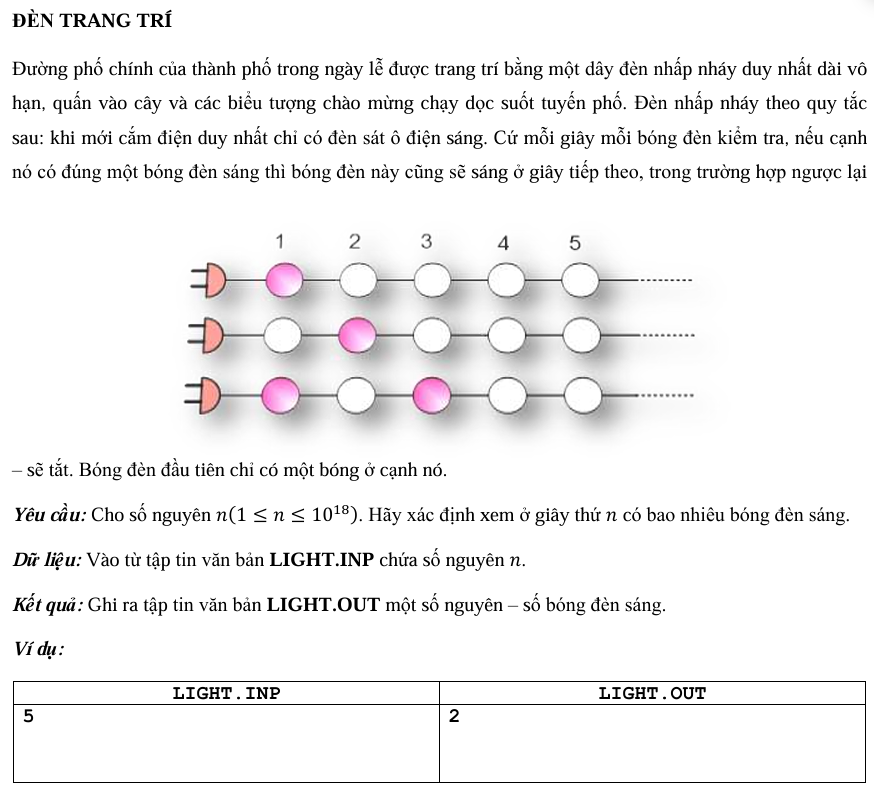 ĐÈN TRANG TRÍ
Đường phố chính của thành phố trong ngày lễ được trang trí bằng một dây đèn nhấp nháy duy nhất dài vô
hạn, quấn vào cây và các biểu tượng chào mừng chạy dọc suốt tuyến phố. Đèn nhấp nháy theo quy tắc
sau: khi mới cắm điện duy nhất chỉ có đèn sát ô điện sáng. Cứ mỗi giây mỗi bóng đèn kiểm tra, nếu cạnh
nó có đúng một bóng đèn sáng thì bóng đèn này cũng sẽ sáng ở giây tiếp theo, trong trường hợp ngược lại
1 2 3 4 5
– sẽ tắt. Bóng đèn đầu tiên chỉ có một bóng ở cạnh nó.
Yêu cầu: Cho số nguyên n(1 ≤ n ≤ 10¹⁸). Hãy xác định xem ở giây thứ n có bao nhiêu bóng đèn sáng.
Dữ liệu: Vào từ tập tin văn bản LIGHT.INP chứa số nguyên n.
Kết quả: Ghi ra tập tin văn bản LIGHT.OUT một số nguyên – số bóng đèn sáng.
Ví dụ:
LIGHT.INP LIGHT.OUT
5 2